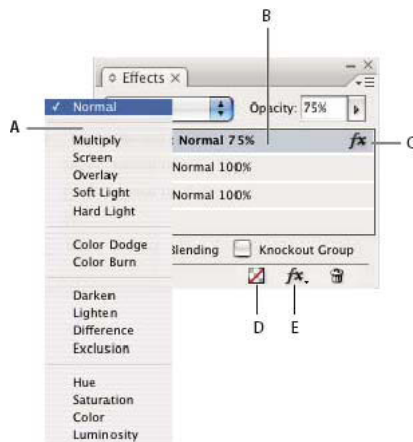 B
Effects ×
✓ Normal
Opacity: 75%
A
: Normal 75%
fx
C
Multiply
Screen
Normal 100%
Overlay
Soft Light
Normal 100%
Hard Light
Color Dodge
Blending
Knockout Group
Color Burn
fx.
Darken
D
E
Lighten
Difference
Exclusion
Hue
Saturation
Color
Luminosity